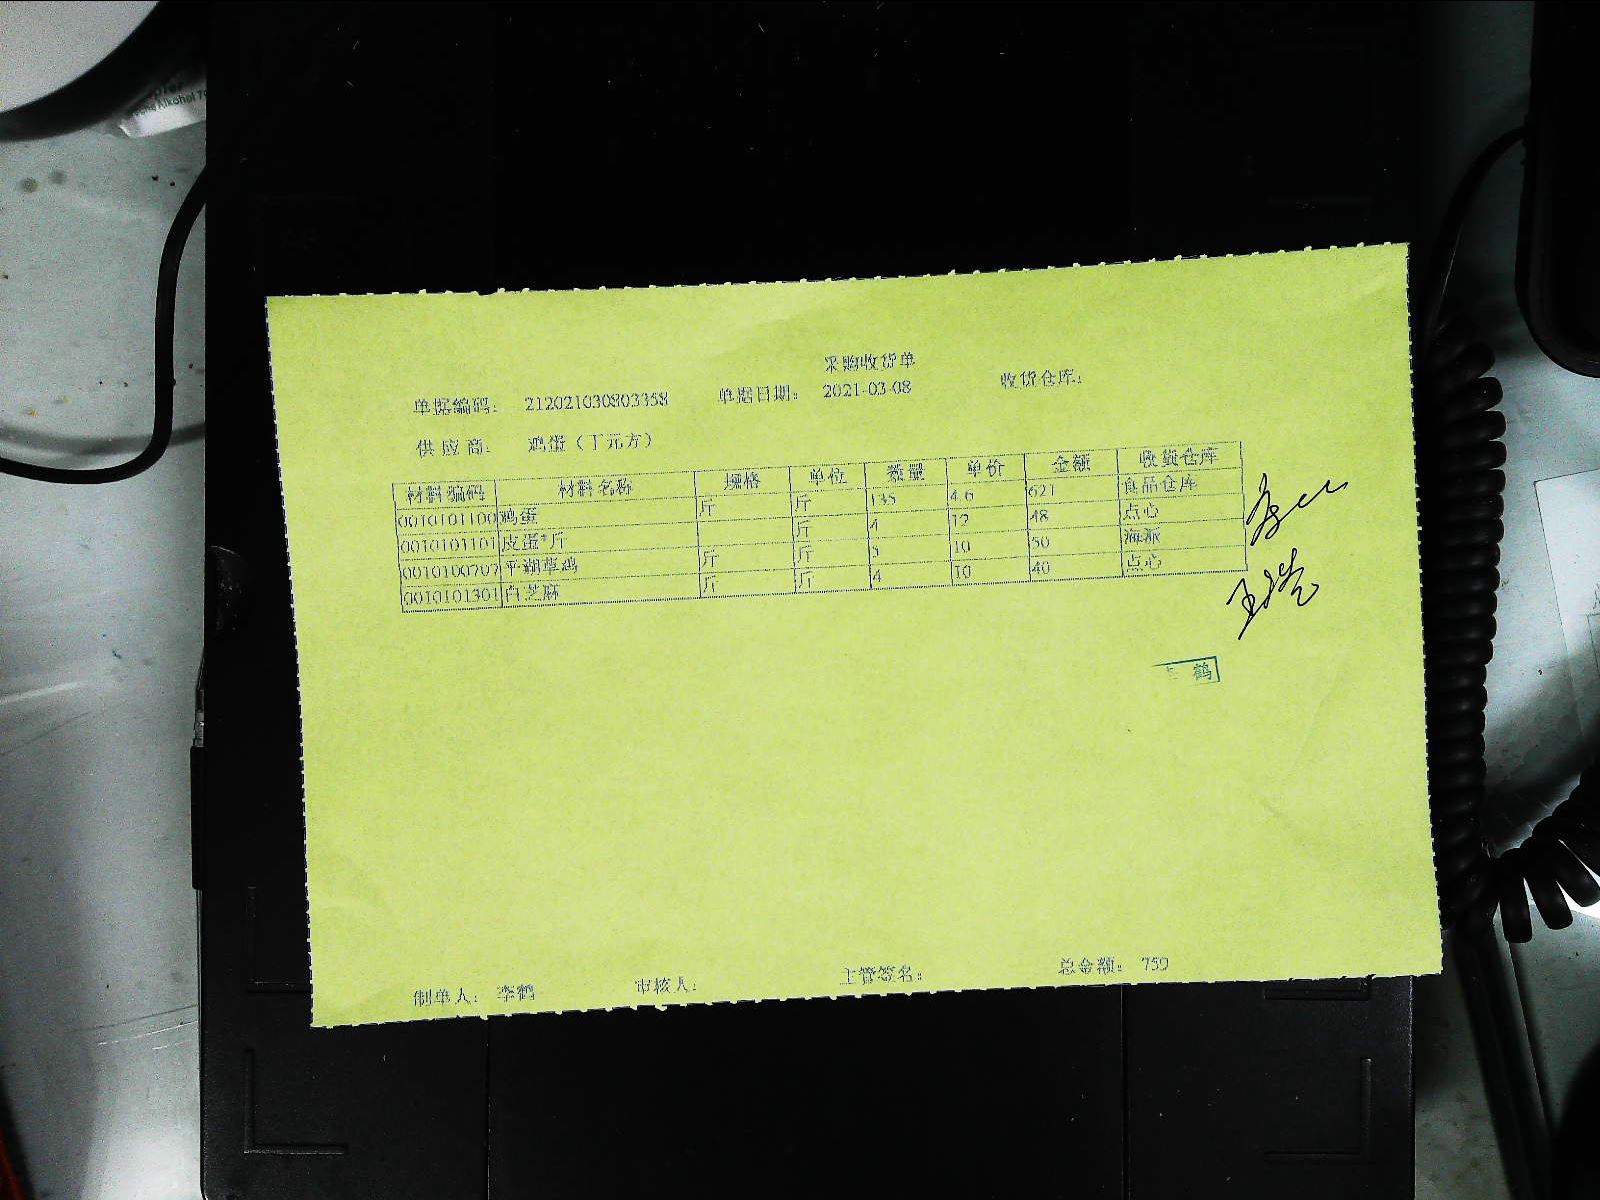 Alkohol 70
采购收货单
单据编码： 212021030803358 单据日期： 2021-03-08 收货仓库：
供应商： 鸡蛋（丁元方）
材料编码 材料名称 规格 单位 数量 单价 金额 收货仓库
0010101100 鸡蛋 斤 斤 135 4.6 621 食品仓库
0010101101 皮蛋*斤 斤 4 12 48 点心
0010100707 平湖草鸡 斤 斤 5 10 50 海派
0010101301 白芝麻 斤 斤 4 10 40 点心
鹤
制单人： 李鹤 审核人： 主管签名： 总金额： 759